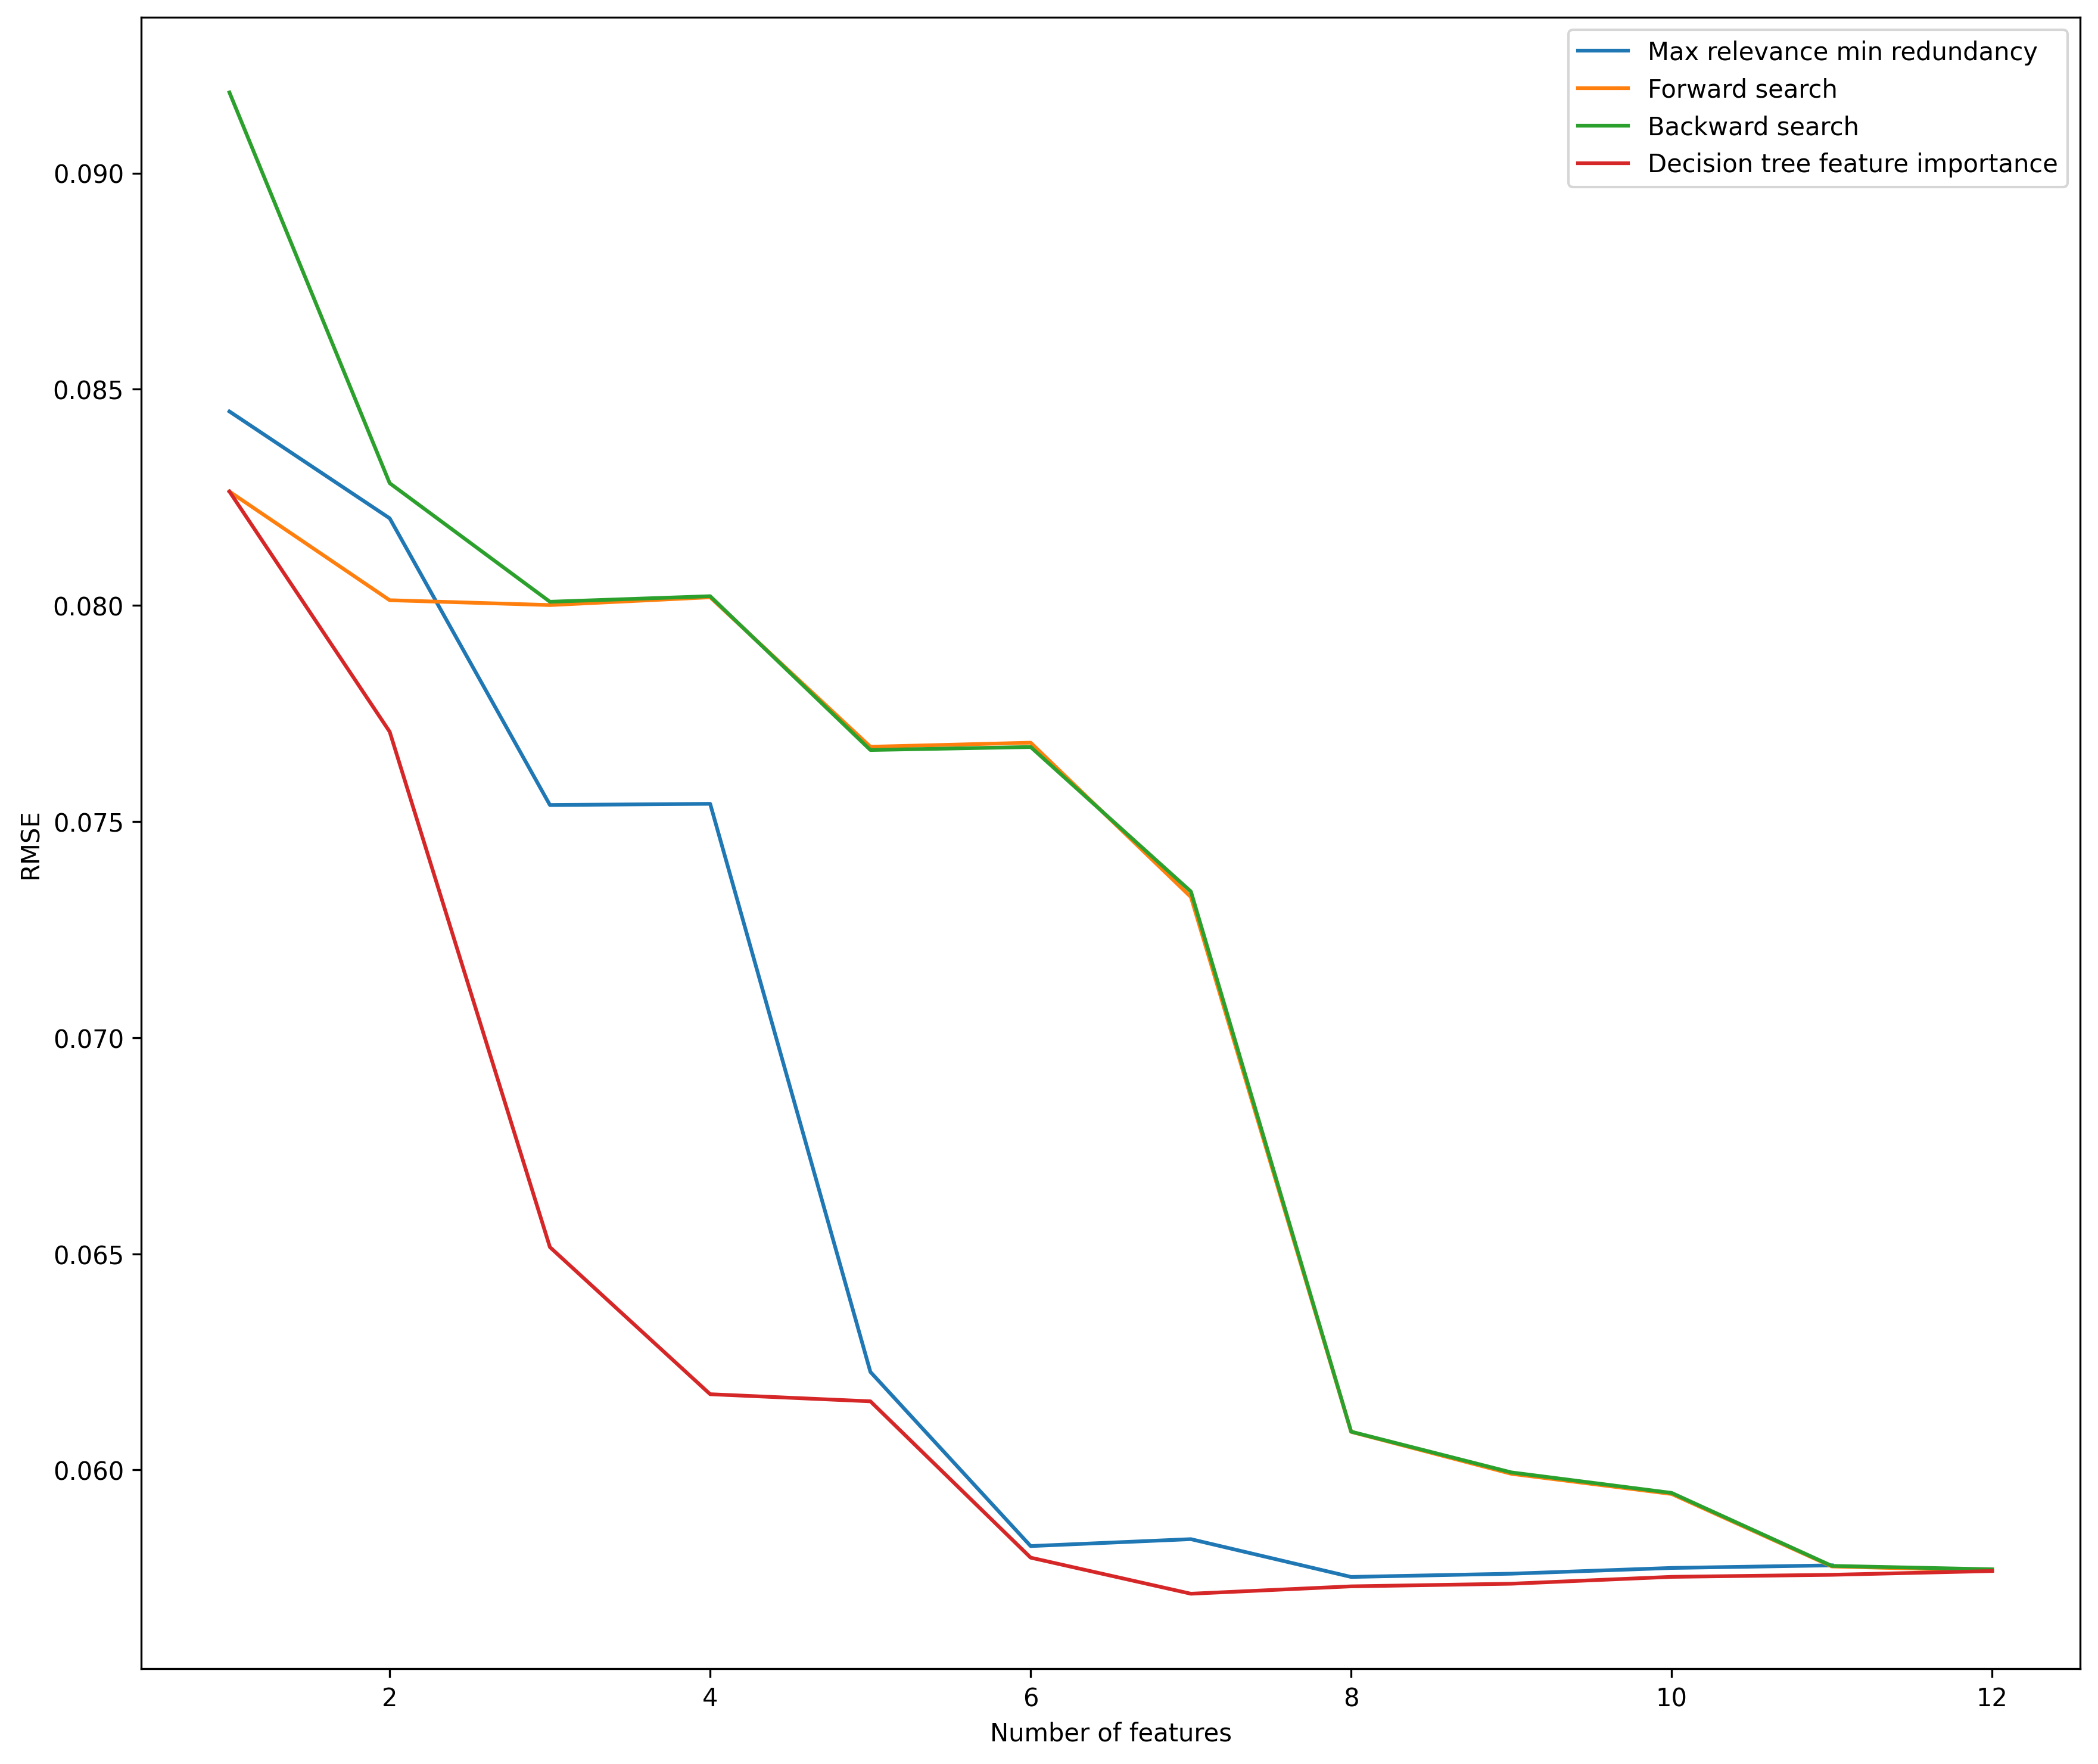 Max relevance min redundancy
Forward search
Backward search
Decision tree feature importance
0.090
0.085
0.080
0.075
0.070
0.065
0.060
RMSE
2 4 6 8 10 12
Number of features